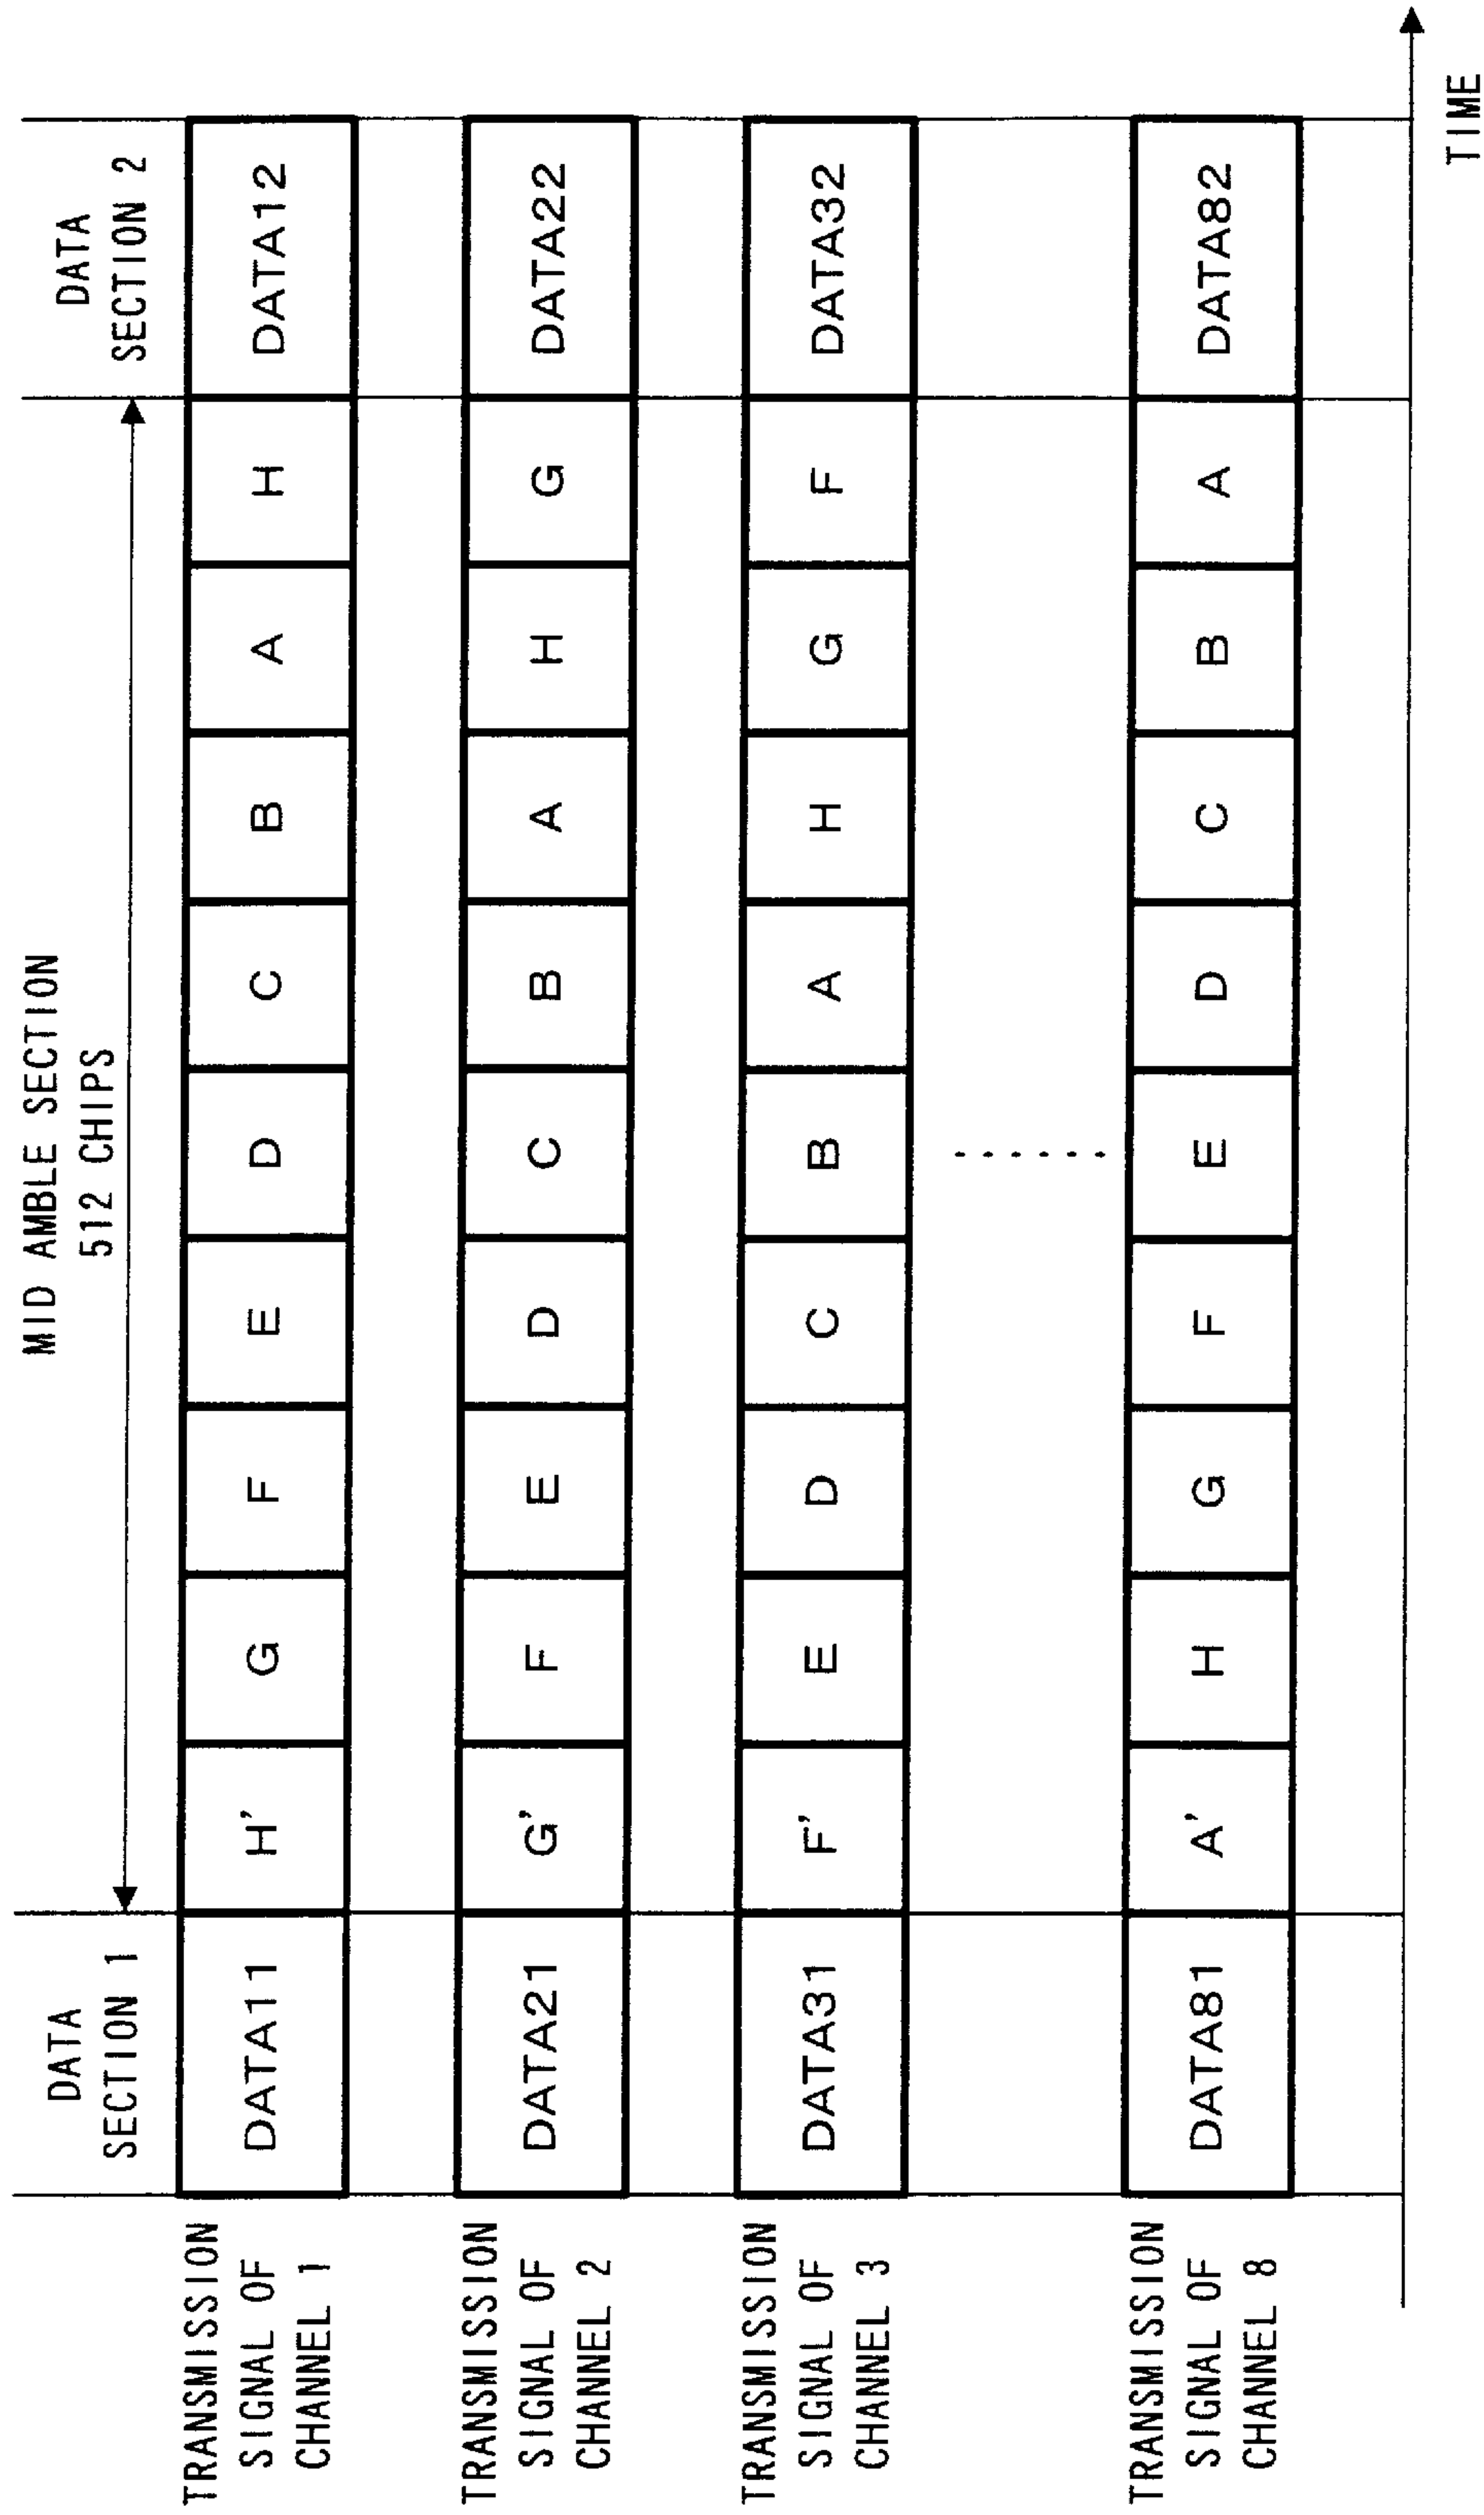 DATA
SECTION 1
MID AMBLE SECTION
512 CHIPS
DATA
SECTION 2
TRANSMISSION
SIGNAL OF
CHANNEL 1
DATA11 H' G F E D C B A H DATA12
TRANSMISSION
SIGNAL OF
CHANNEL 2
DATA21 G' F E D C B A H G DATA22
TRANSMISSION
SIGNAL OF
CHANNEL 3
DATA31 F' E D C B A H G F DATA32
TRANSMISSION
SIGNAL OF
CHANNEL 8
DATA81 A' H G F E D C B A DATA82
TIME